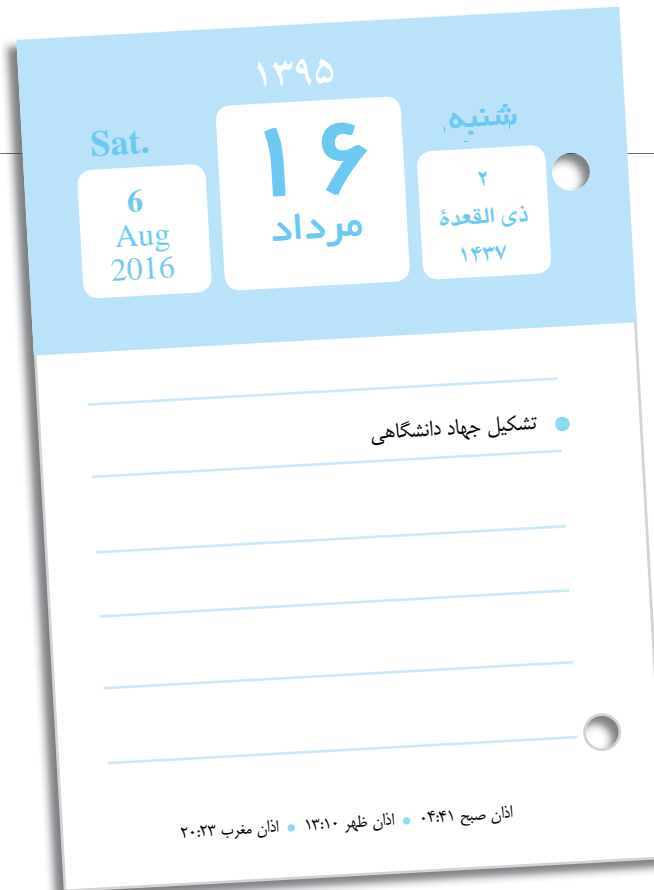 ۱۳۹۵
شنبه
۲
ذی القعدة
۱۴۳۷
۱۶
مرداد
Sat.
6
Aug
2016
تشکیل جهاد دانشگاهی
اذان صبح ۰۴:۴۱ • اذان ظهر ۱۳:۱۰ • اذان مغرب ۲۰:۲۳